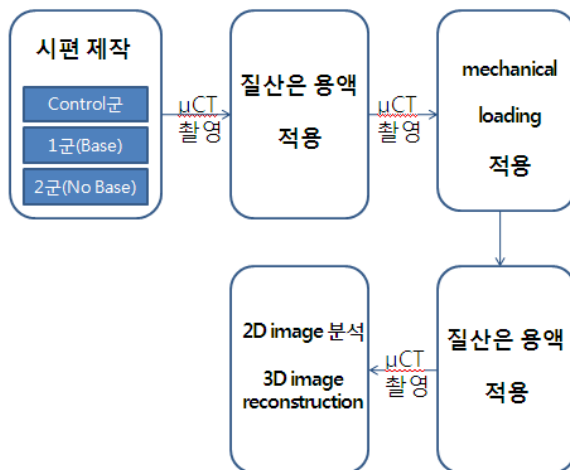 시편 제작
Control군
1군(Base)
2군(No Base)
μCT
촬영
질산은 용액
적용
μCT
촬영
mechanical
loading
적용
질산은 용액
적용
μCT
촬영
2D image 분석
3D image
reconstruction